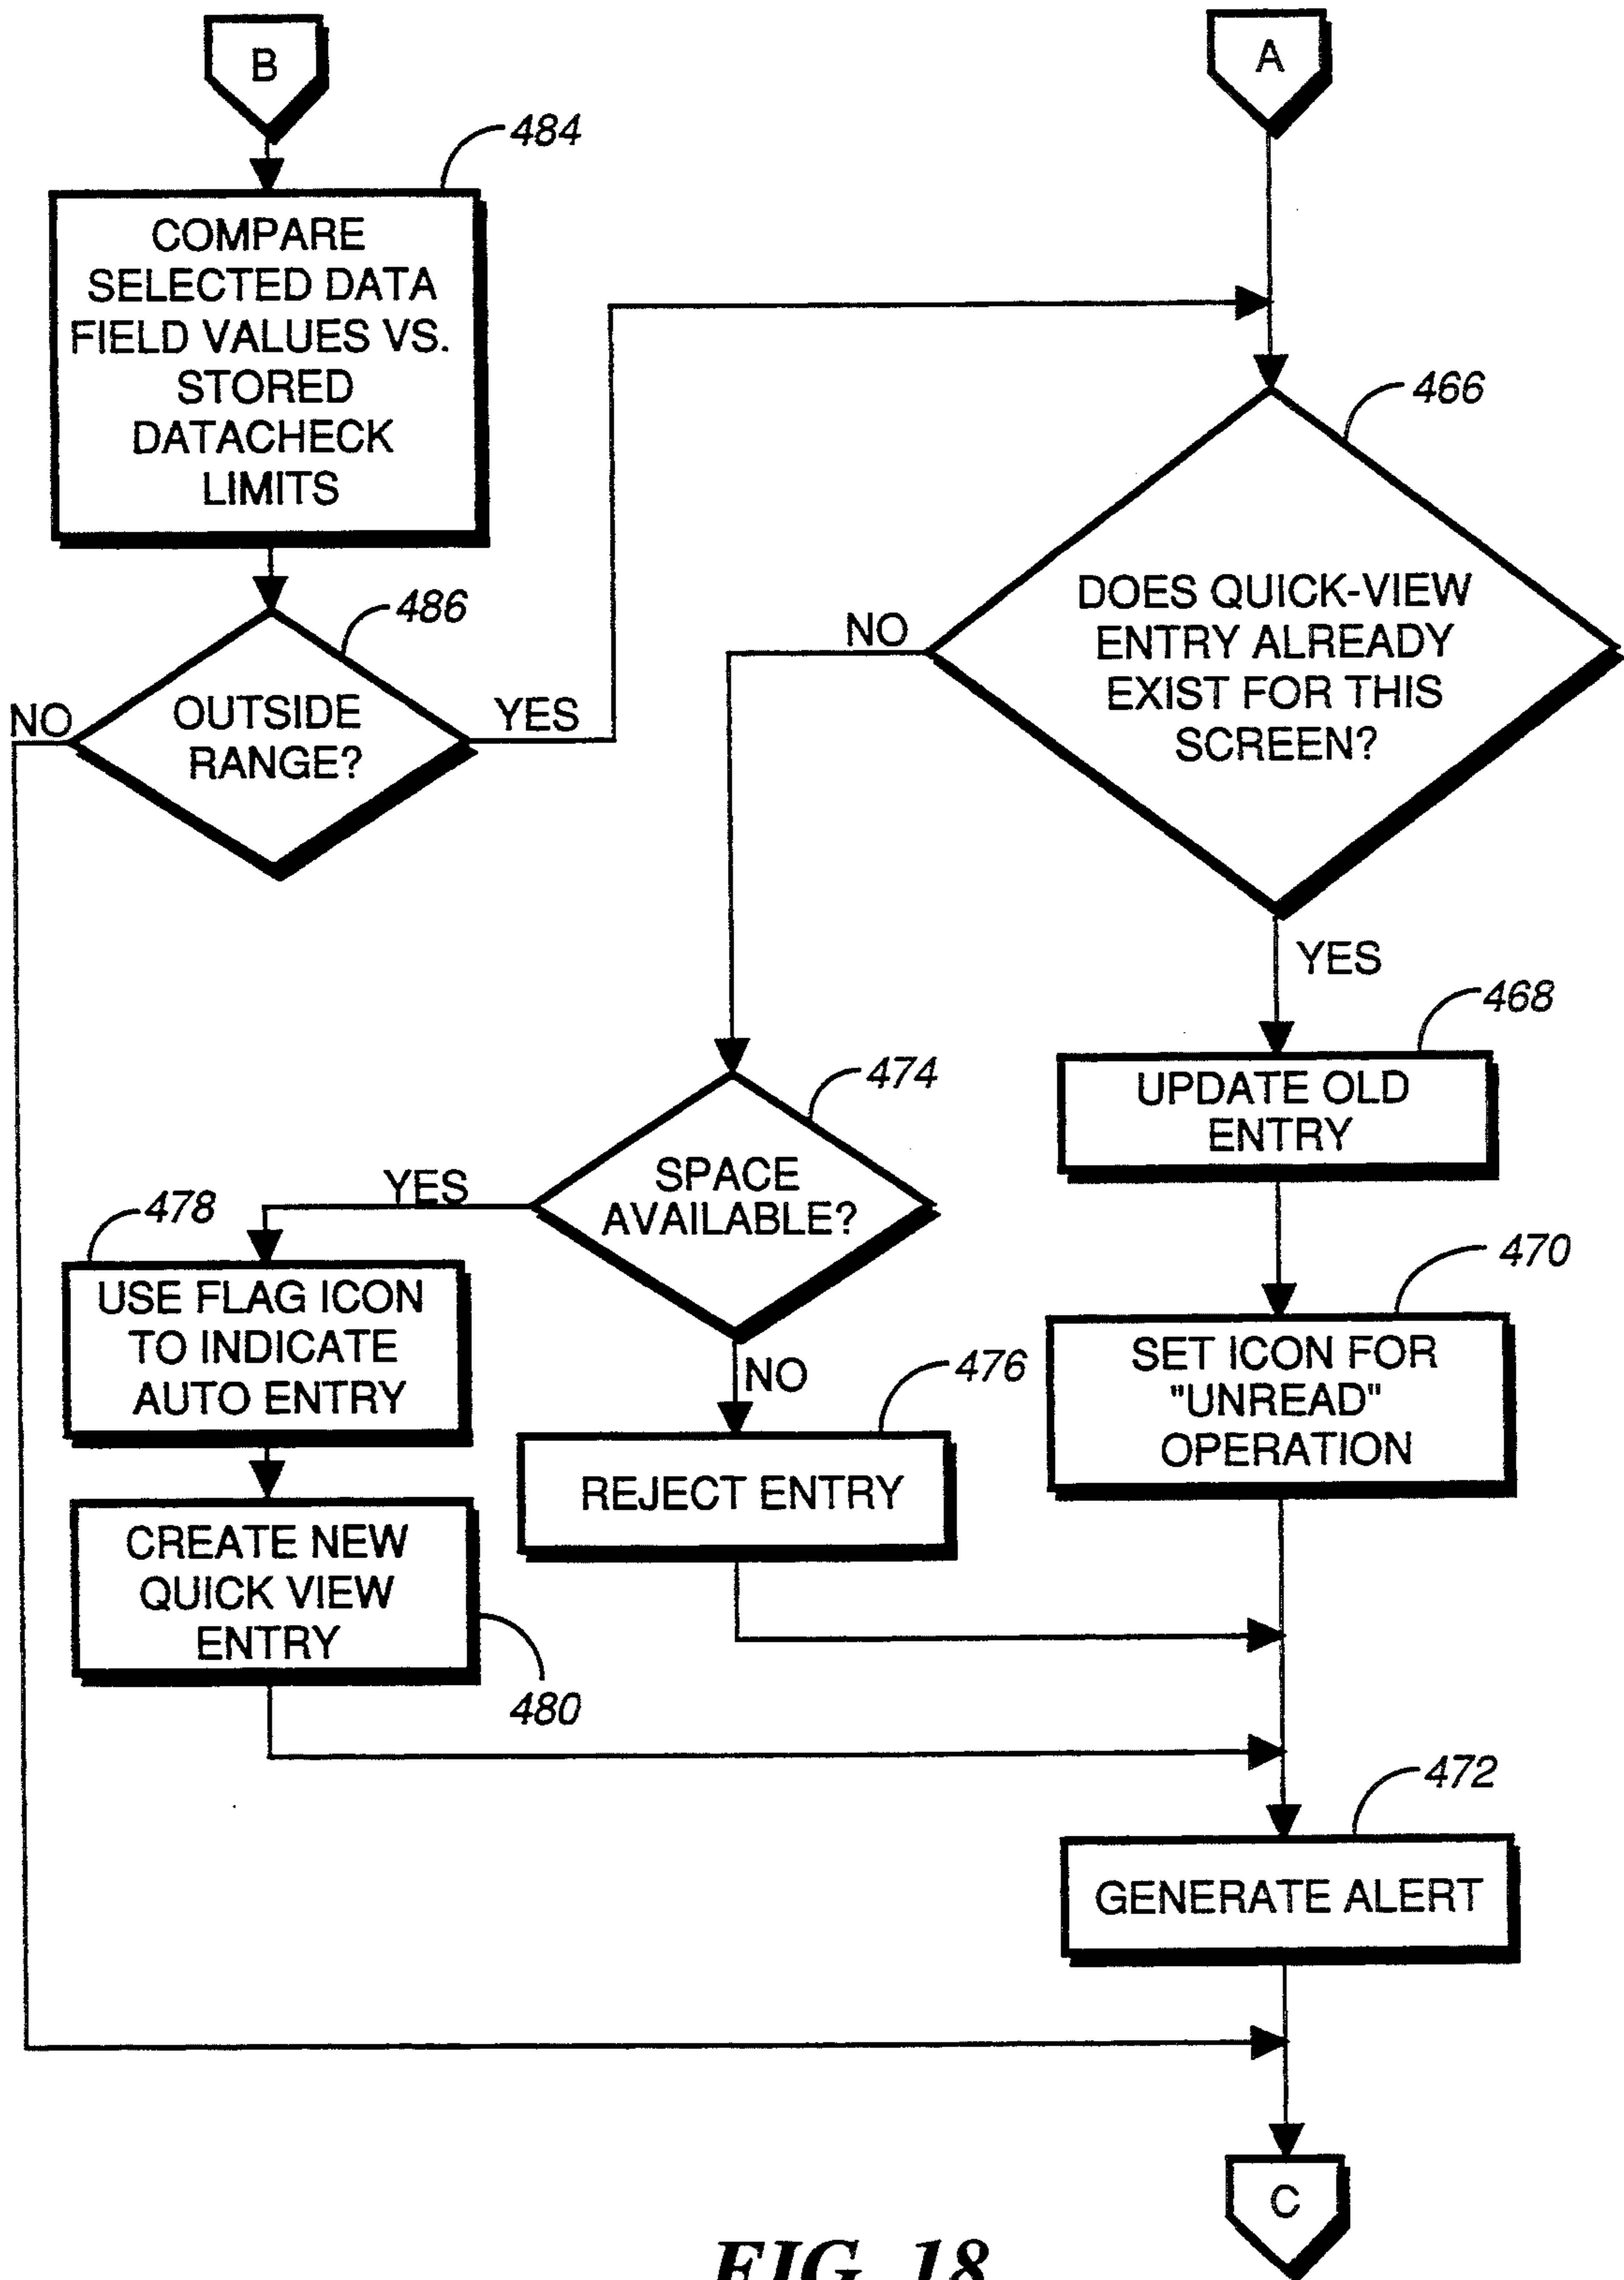 B
A
484
COMPARE
SELECTED DATA
FIELD VALUES VS.
STORED
DATACHECK
LIMITS
486
OUTSIDE
RANGE?
NO
YES
466
DOES QUICK-VIEW
ENTRY ALREADY
EXIST FOR THIS
SCREEN?
NO
YES
468
UPDATE OLD
ENTRY
474
SPACE
AVAILABLE?
YES
NO
478
USE FLAG ICON
TO INDICATE
AUTO ENTRY
470
SET ICON FOR
"UNREAD"
OPERATION
476
REJECT ENTRY
CREATE NEW
QUICK VIEW
ENTRY
480
472
GENERATE ALERT
C
FIG. 18